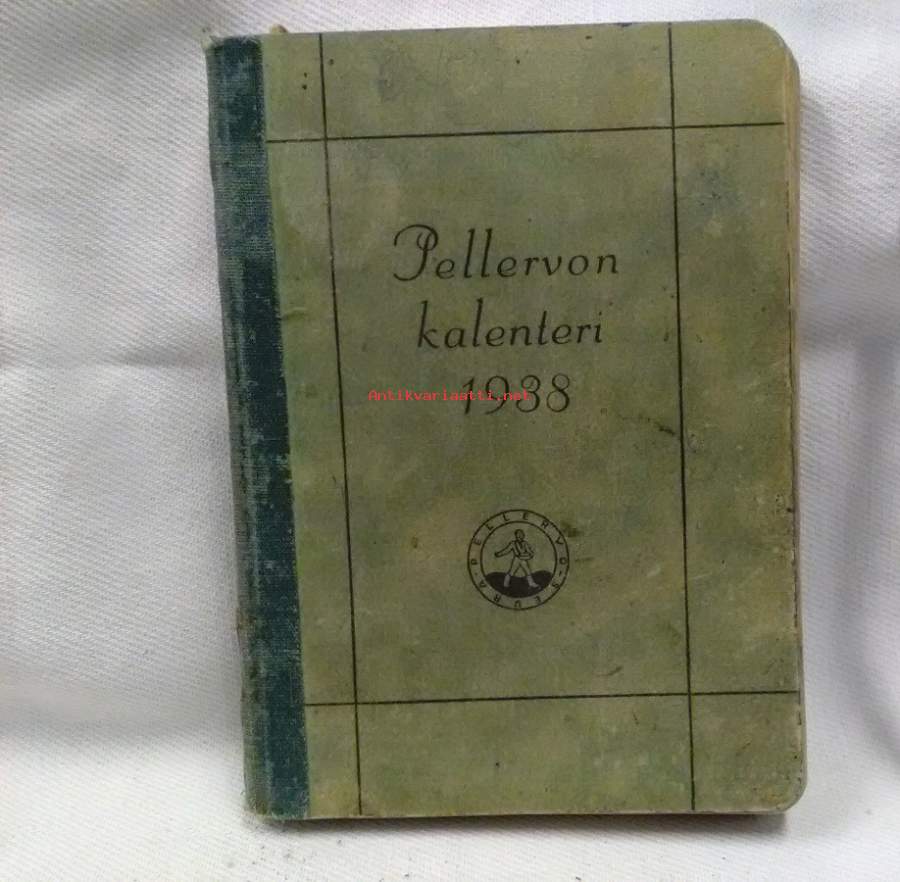 Pellervon
kalenteri
1938
Antikvariaatti.net
PELLERVO-SEURA